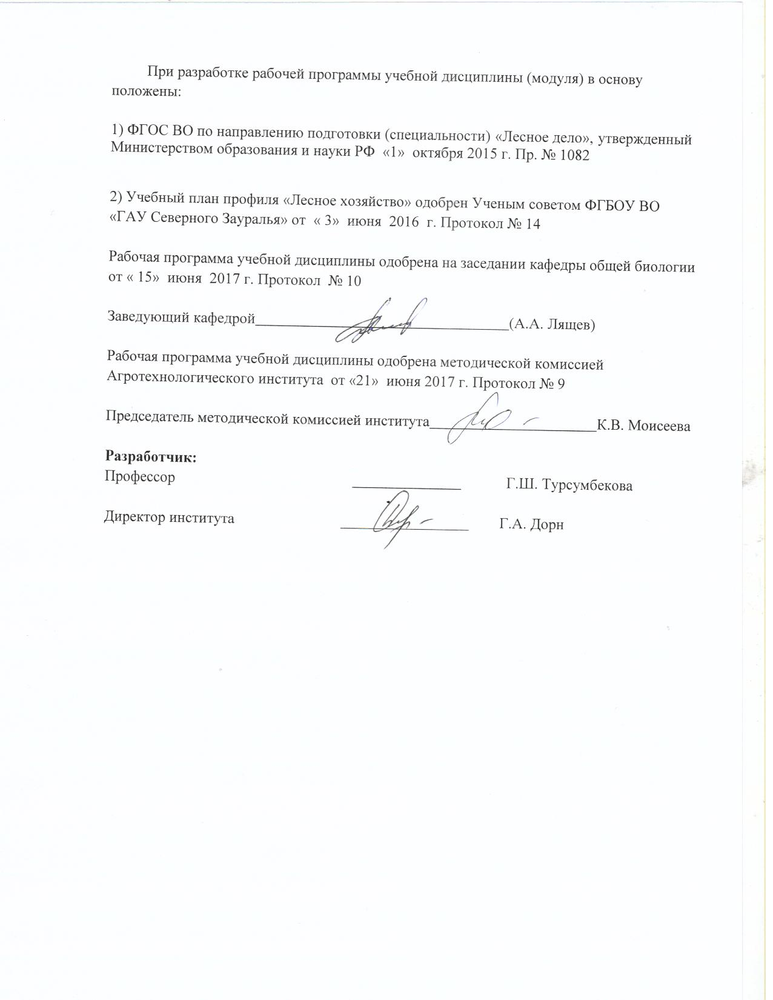 При разработке рабочей программы учебной дисциплины (модуля) в основу
положены:
1) ФГОС ВО по направлению подготовки (специальности) «Лесное дело», утвержденный
Министерством образования и науки РФ «1» октября 2015 г. Пр. № 1082
2) Учебный план профиля «Лесное хозяйство» одобрен Ученым советом ФГБОУ ВО
«ГАУ Северного Зауралья» от « 3» июня 2016 г. Протокол № 14
Рабочая программа учебной дисциплины одобрена на заседании кафедры общей биологии
от « 15» июня 2017 г. Протокол № 10
Заведующий кафедрой________________________________(А.А. Лящев)
Рабочая программа учебной дисциплины одобрена методической комиссией
Агротехнологического института от «21» июня 2017 г. Протокол № 9
Председатель методической комиссией института_____________________К.В. Моисеева
Разработчик:
Профессор ______________ Г.Ш. Турсумбекова
Директор института ________________ Г.А. Дорн